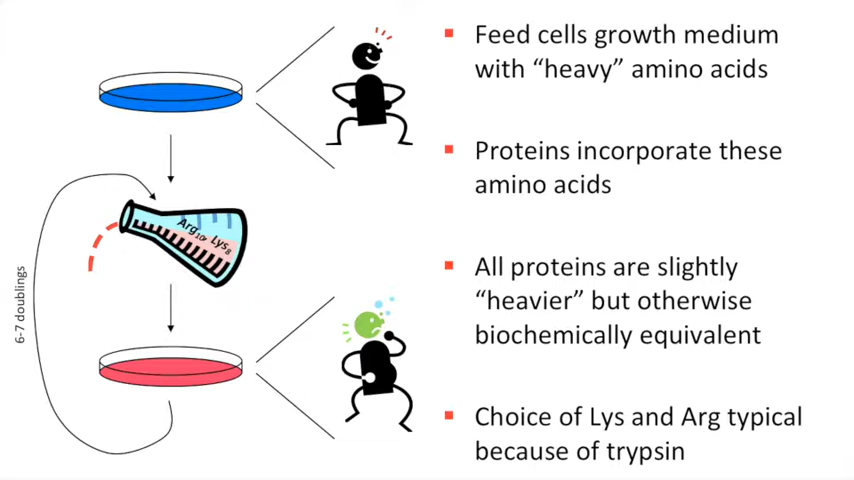 Feed cells growth medium
with “heavy” amino acids
Proteins incorporate these
amino acids
All proteins are slightly
“heavier” but otherwise
biochemically equivalent
Choice of Lys and Arg typical
because of trypsin
Arg10, Lys8
6-7 doublings